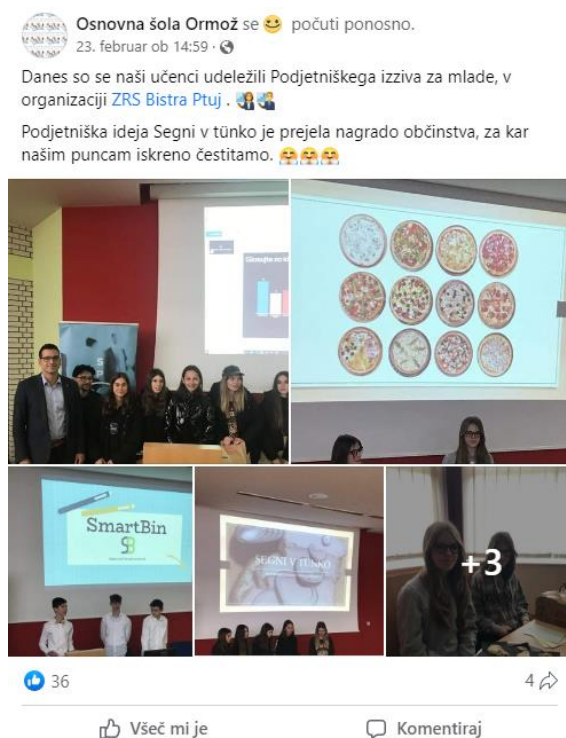 Osnovna šola Ormož se počuti ponosno.
23. februar ob 14:59 ·
Danes so se naši učenci udeležili Podjetniškega izziva za mlade, v
organizaciji ZRS Bistra Ptuj .
Podjetniška ideja Segni v tünko je prejela nagrado občinstva, za kar
našim puncam iskreno čestitamo.
SmartBin
SB
SEGNI V TÜNKO
+3
36
4
Všeč mi je
Komentiraj